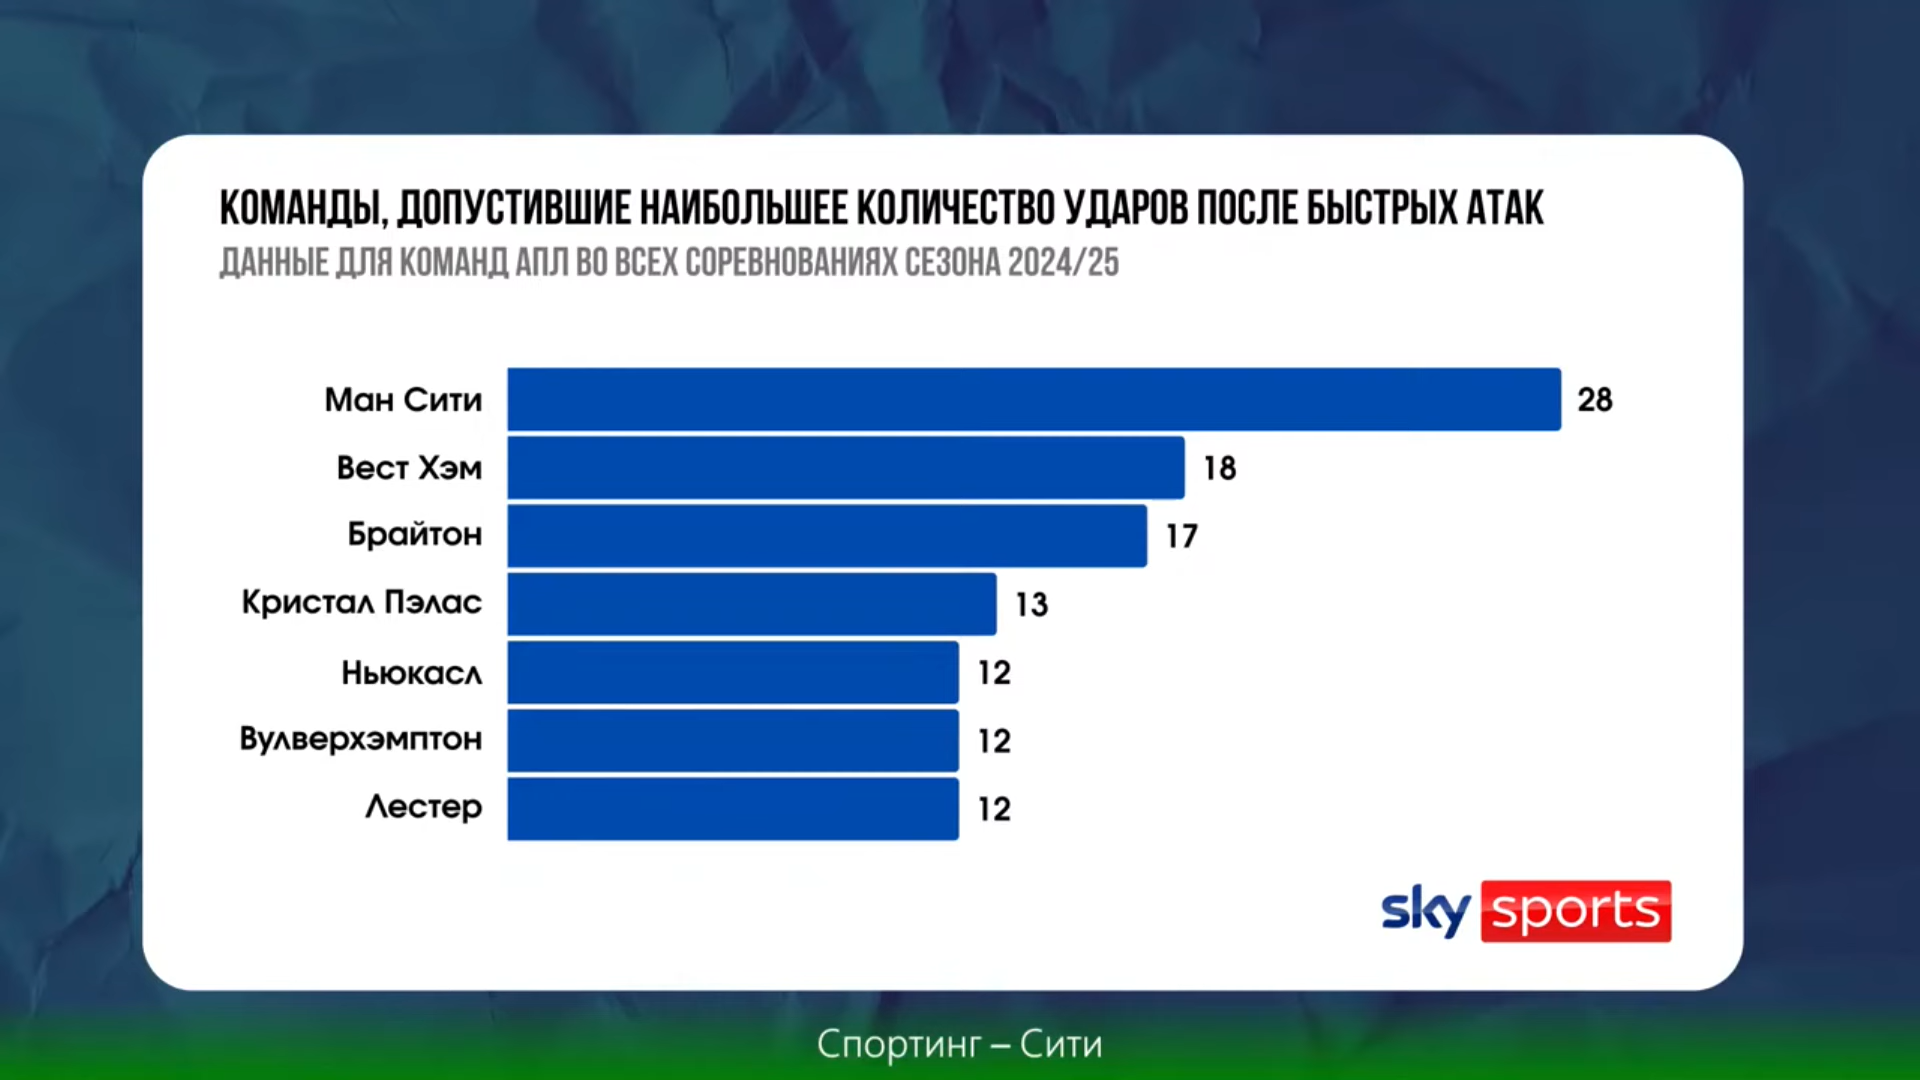 КОМАНДЫ, ДОПУСТИВШИЕ НАИБОЛЬШЕЕ КОЛИЧЕСТВО УДАРОВ ПОСЛЕ БЫСТРЫХ АТАК
ДАННЫЕ ДЛЯ КОМАНД АПЛ ВО ВСЕХ СОРЕВНОВАНИЯХ СЕЗОНА 2024/25
Ман Сити 28
Вест Хэм 18
Брайтон 17
Кристал Пэлас 13
Ньюкасл 12
Вулверхэмптон 12
Лестер 12
sky sports
Спортинг – Сити